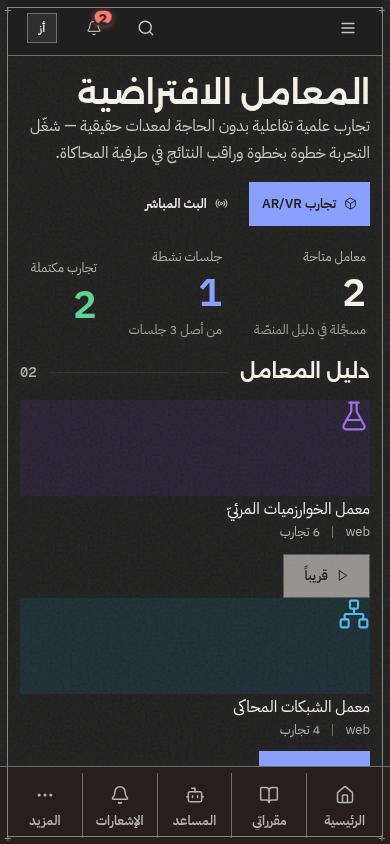 أز
2
المعامل الافتراضية
تجارب علمية تفاعلية بدون الحاجة لمعدات حقيقية — شغّل
التجربة خطوة بخطوة وراقب النتائج في طرفية المحاكاة.
تجارب AR/VR
البث المباشر
معامل متاحة
2
مسجَّلة في دليل المنصّة
جلسات نشطة
1
من أصل 3 جلسات
تجارب مكتملة
2
دليل المعامل
02
معمل الخوارزميات المرئيّ
web | 6 تجارب
قريباً
معمل الشبكات المحاكى
web | 4 تجارب
الرئيسية
مقرراتي
المساعد
الإشعارات
المزيد